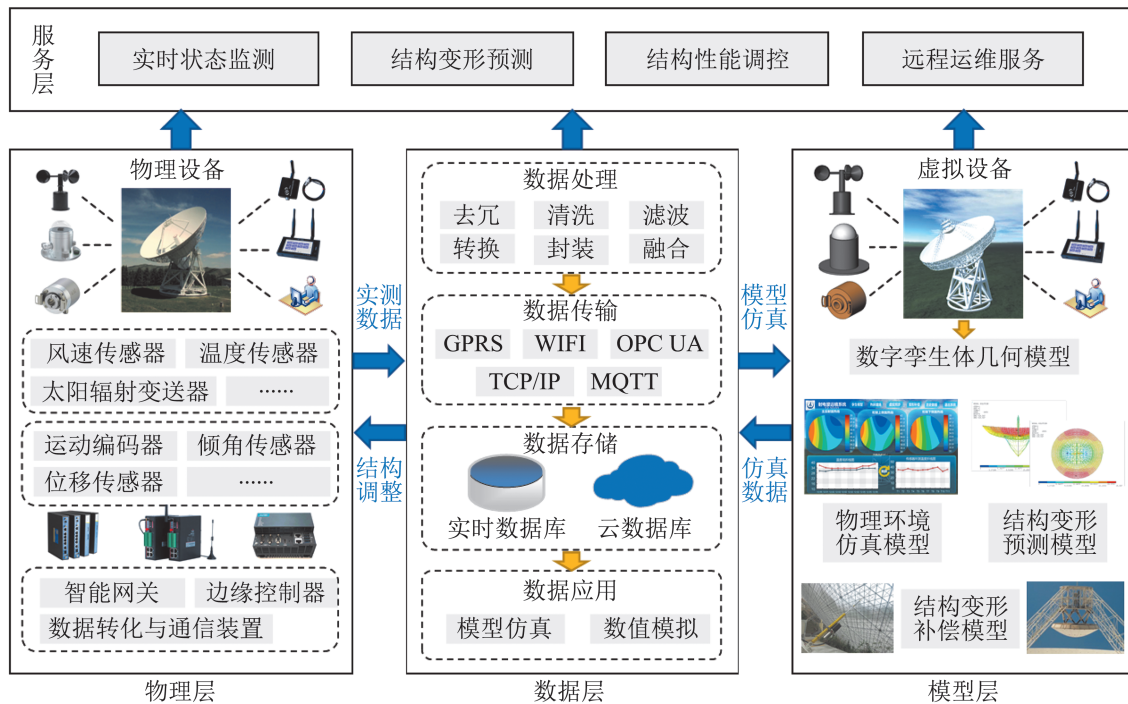 服务层
实时状态监测
结构变形预测
结构性能调控
远程运维服务
物理设备
风速传感器
温度传感器
太阳辐射变送器
……
运动编码器
倾角传感器
位移传感器
……
智能网关
边缘控制器
数据转化与通信装置
物理层
实测
数据
结构
调整
数据处理
去冗
清洗
滤波
转换
封装
融合
数据传输
GPRS
WIFI
OPC UA
TCP/IP
MQTT
数据存储
实时数据库
云数据库
数据应用
模型仿真
数值模拟
数据层
模型
仿真
仿真
数据
虚拟设备
数字孪生体几何模型
物理环境
仿真模型
结构变形
预测模型
结构变形
补偿模型
模型层